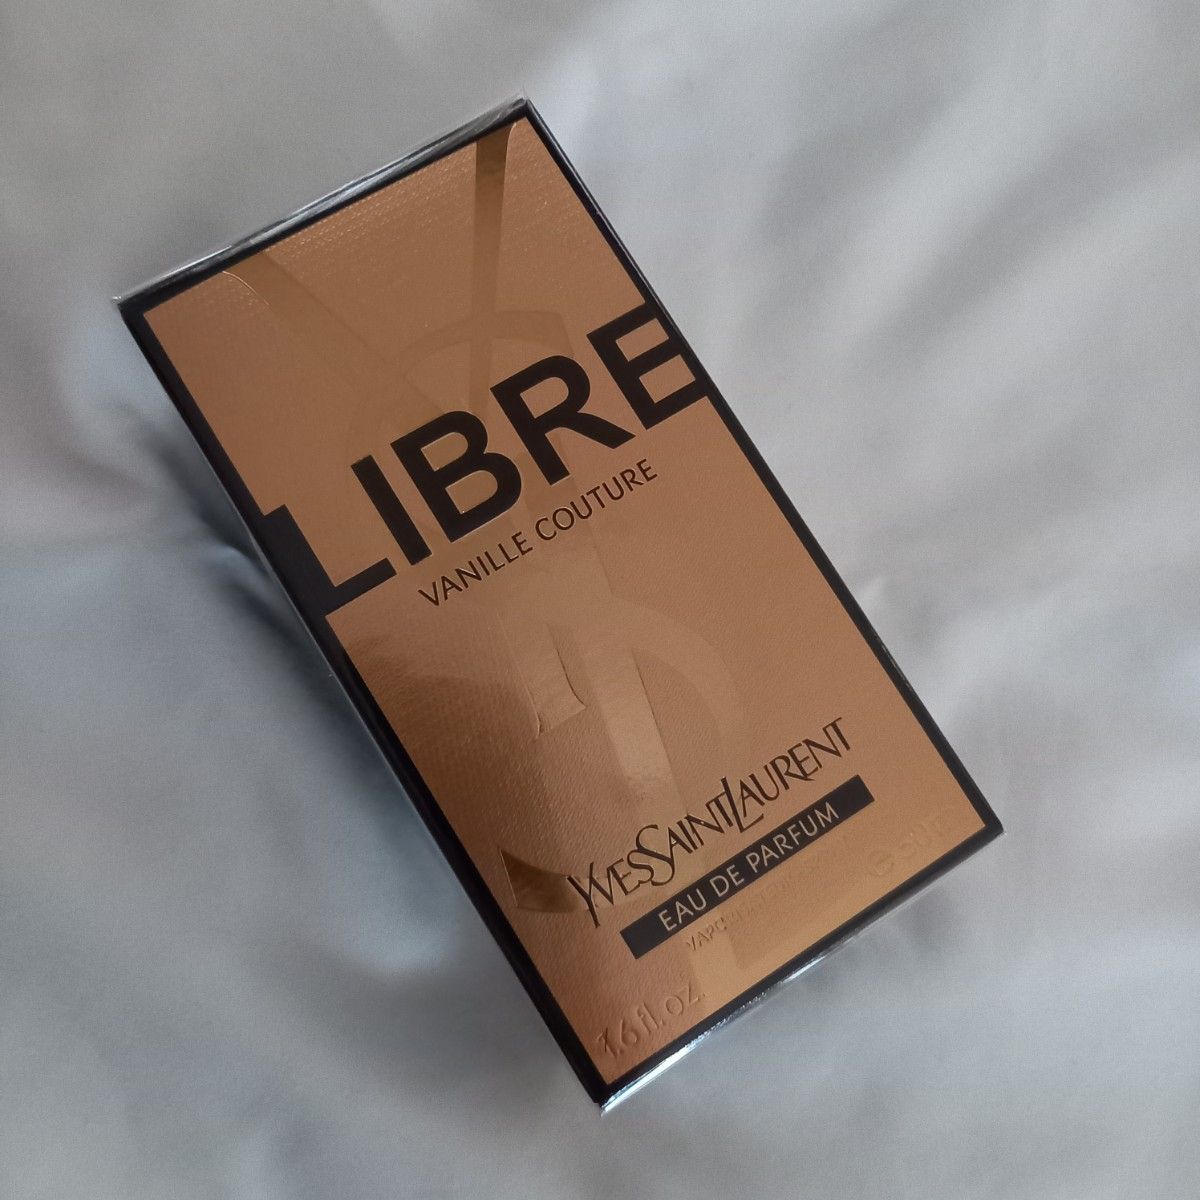 LIBRE
VANILLE COUTURE
YVESSAINTLAURENT
EAU DE PARFUM
1.6 fl.oz.